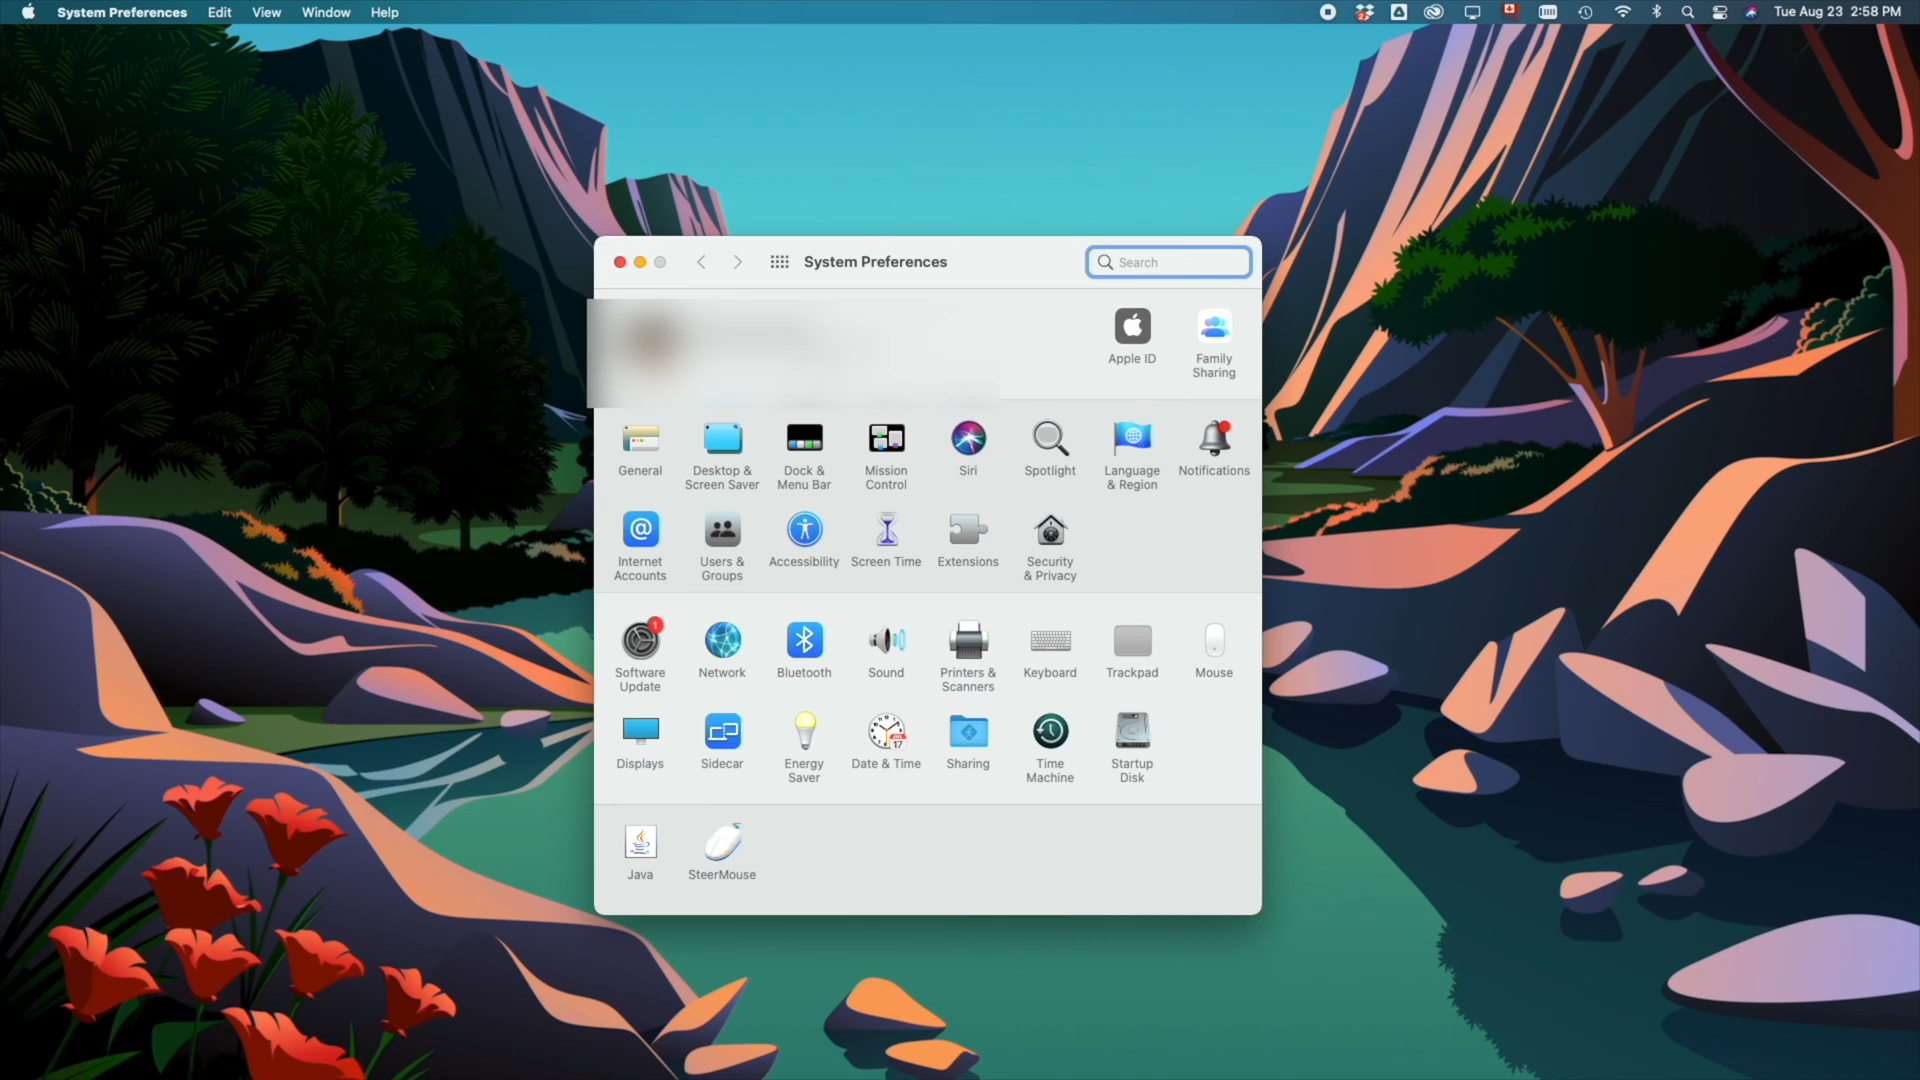 System Preferences Edit View Window Help Tue Aug 23 2:58 PM
System Preferences
Search
Apple ID
Family
Sharing
General
Desktop &
Screen Saver
Dock &
Menu Bar
Mission
Control
Siri
Spotlight
Language
& Region
Notifications
Internet
Accounts
Users &
Groups
Accessibility
Screen Time
Extensions
Security
& Privacy
1
Software
Update
Network
Bluetooth
Sound
Printers &
Scanners
Keyboard
Trackpad
Mouse
Displays
Sidecar
Energy
Saver
JUL
17
Date & Time
Sharing
Time
Machine
Startup
Disk
Java
SteerMouse